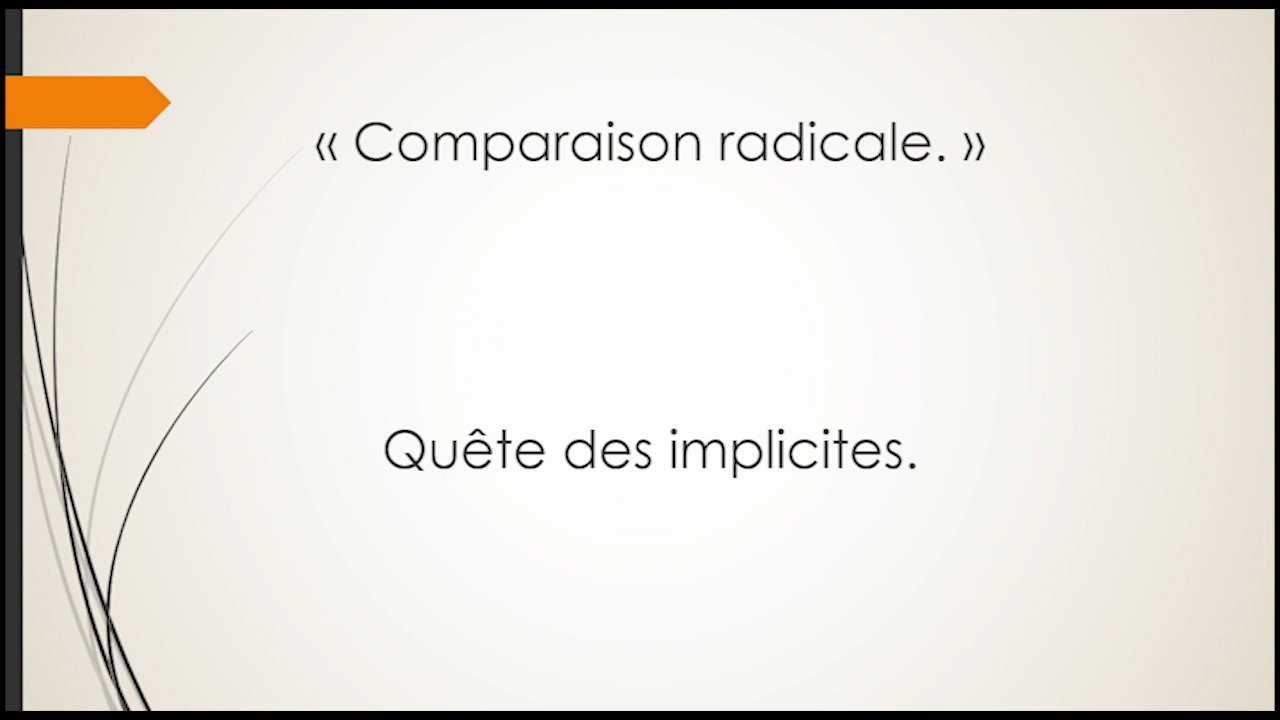 « Comparaison radicale. »
Quête des implicites.